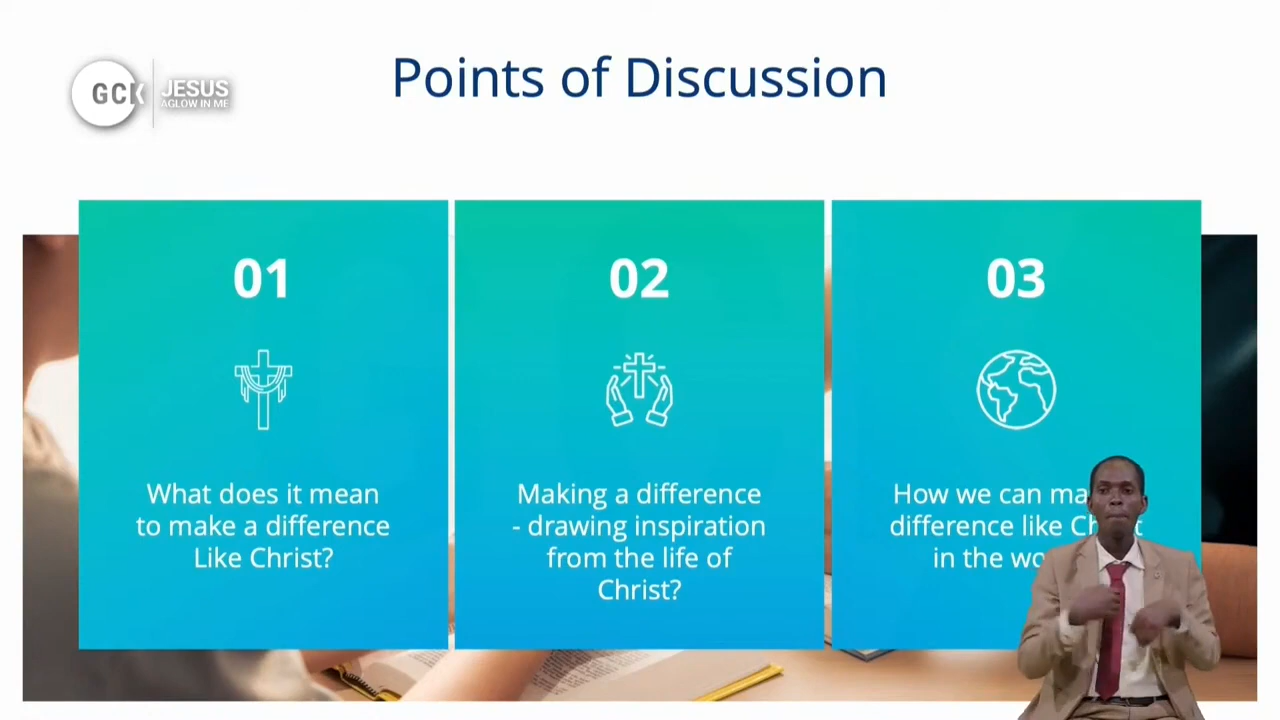 Points of Discussion
GCK
JESUS
AGLOW IN ME
01
What does it mean
to make a difference
Like Christ?
02
Making a difference
- drawing inspiration
from the life of
Christ?
03
How we can
difference like
in the